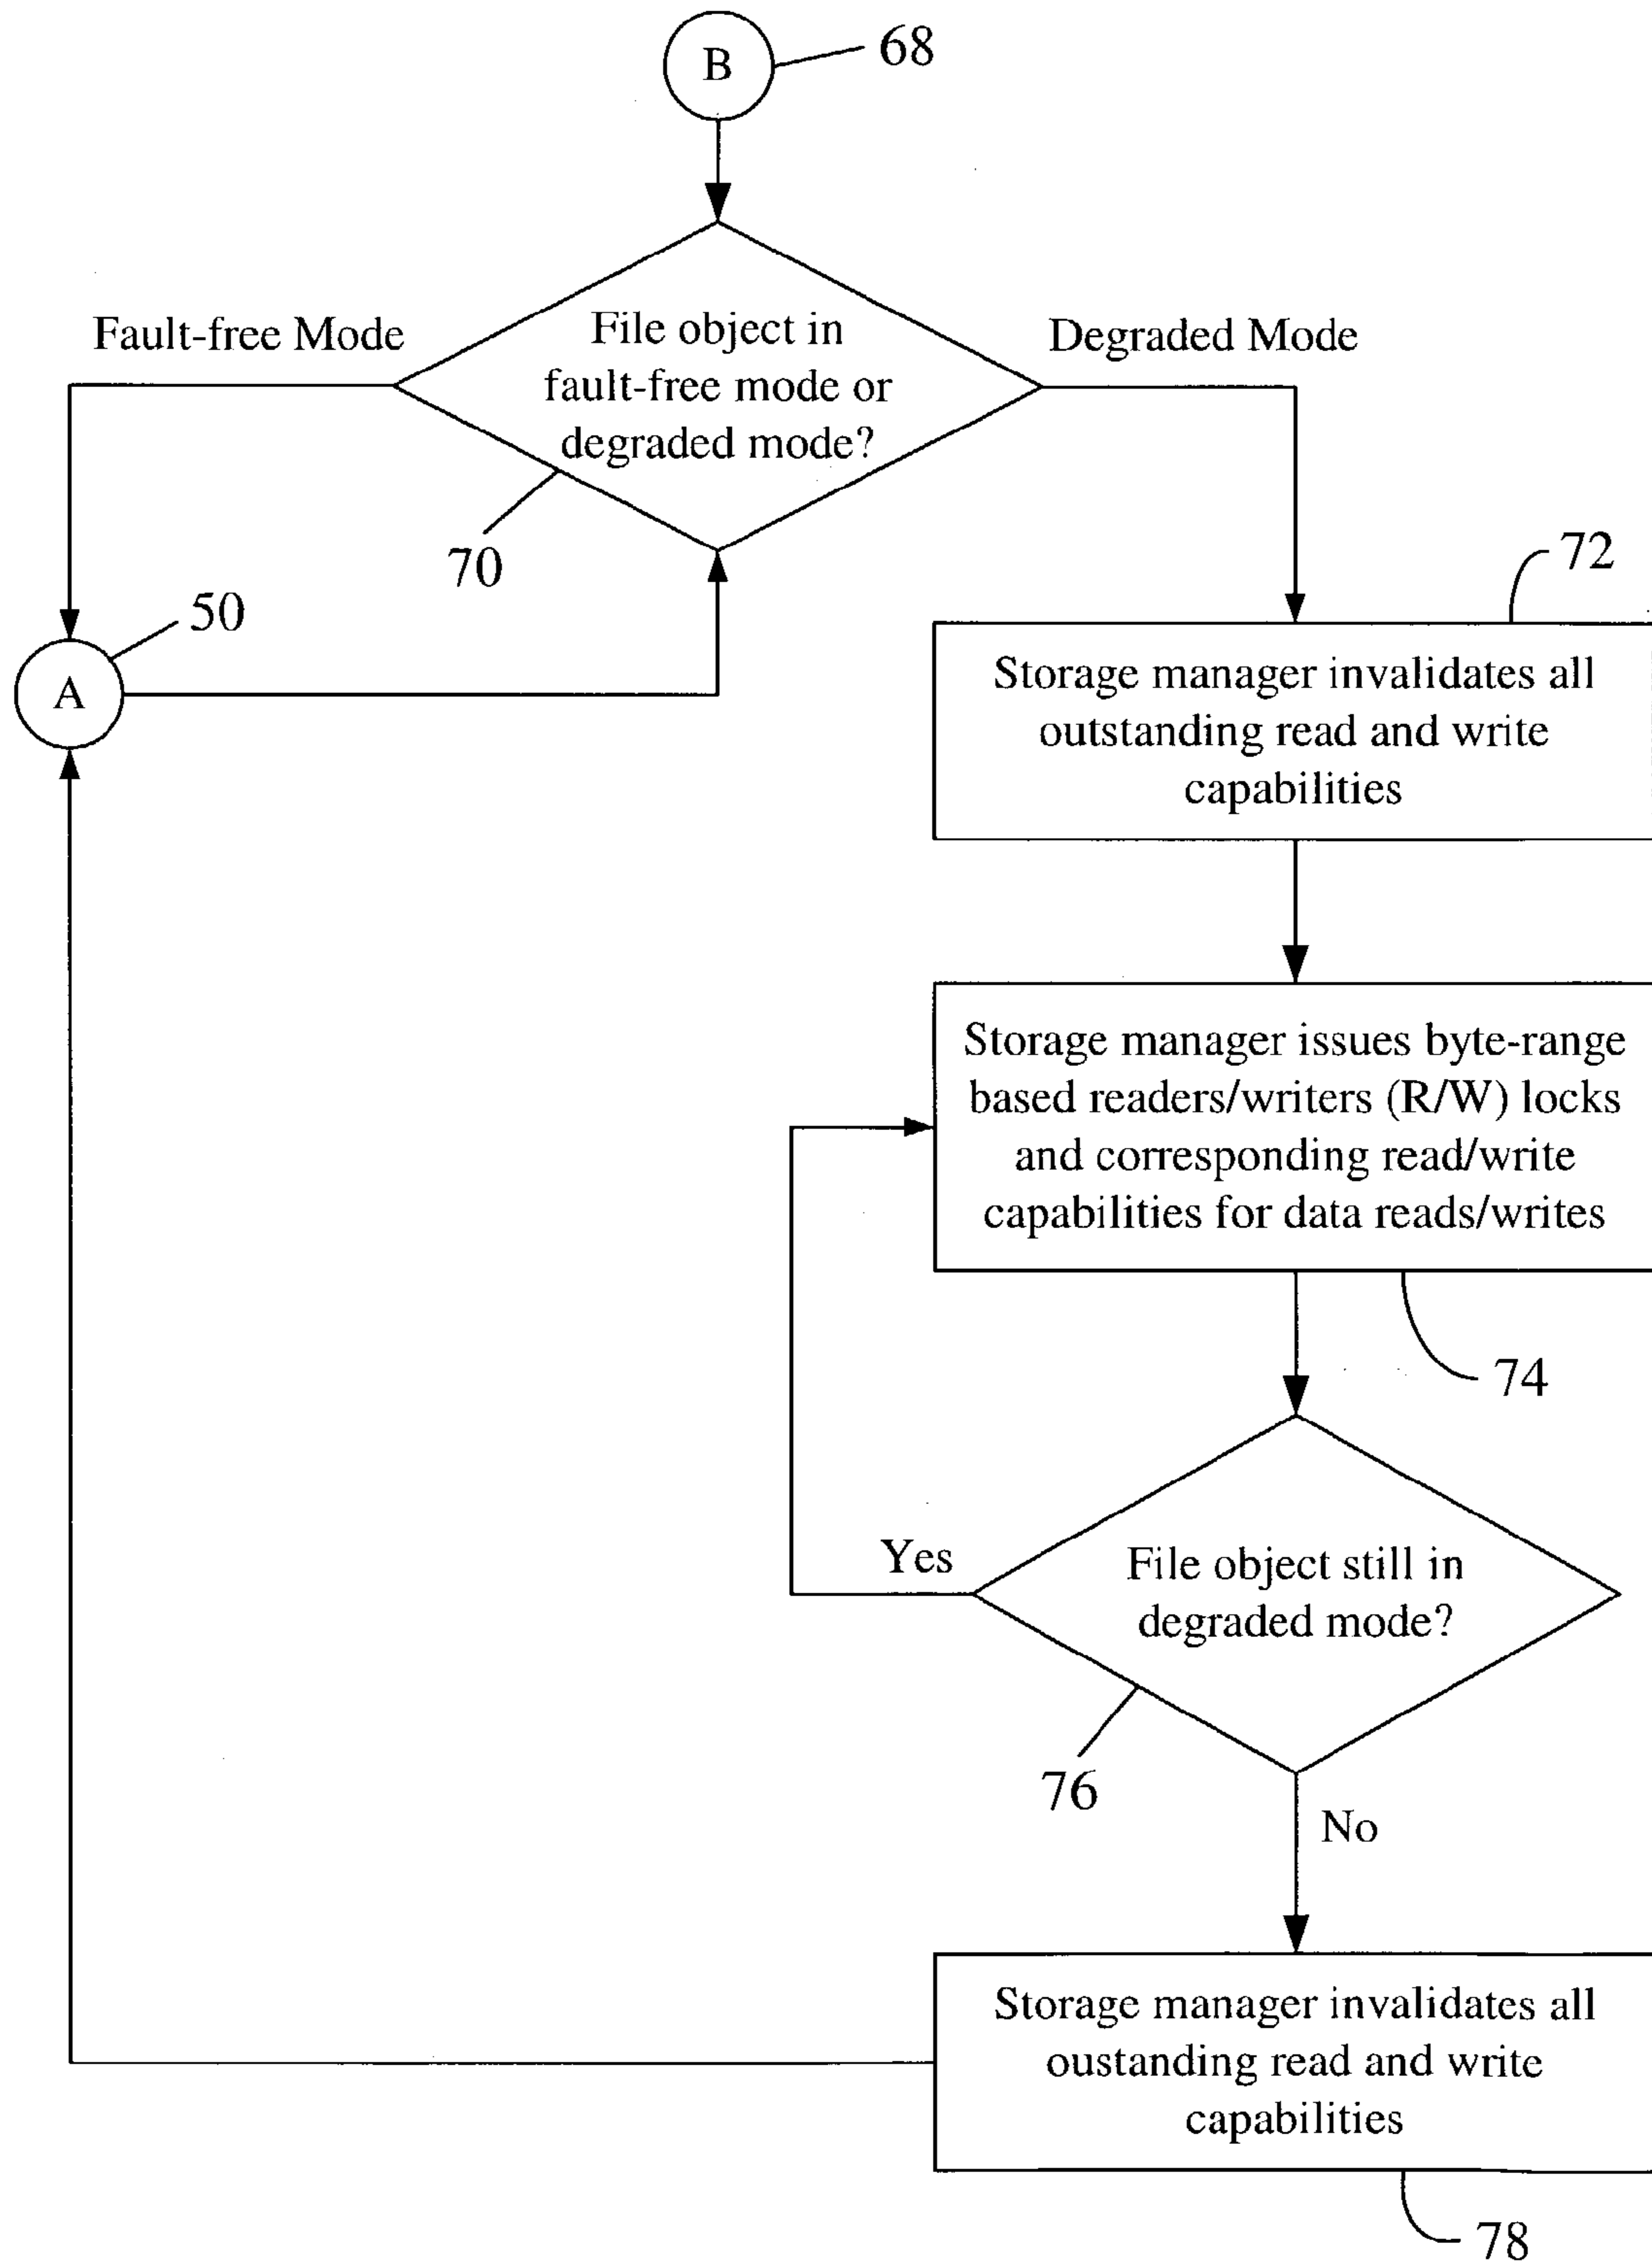 B
68
File object in
fault-free mode or
degraded mode?
Fault-free Mode
Degraded Mode
70
72
50
A
Storage manager invalidates all
outstanding read and write
capabilities
Storage manager issues byte-range
based readers/writers (R/W) locks
and corresponding read/write
capabilities for data reads/writes
74
Yes
File object still in
degraded mode?
76
No
Storage manager invalidates all
oustanding read and write
capabilities
78